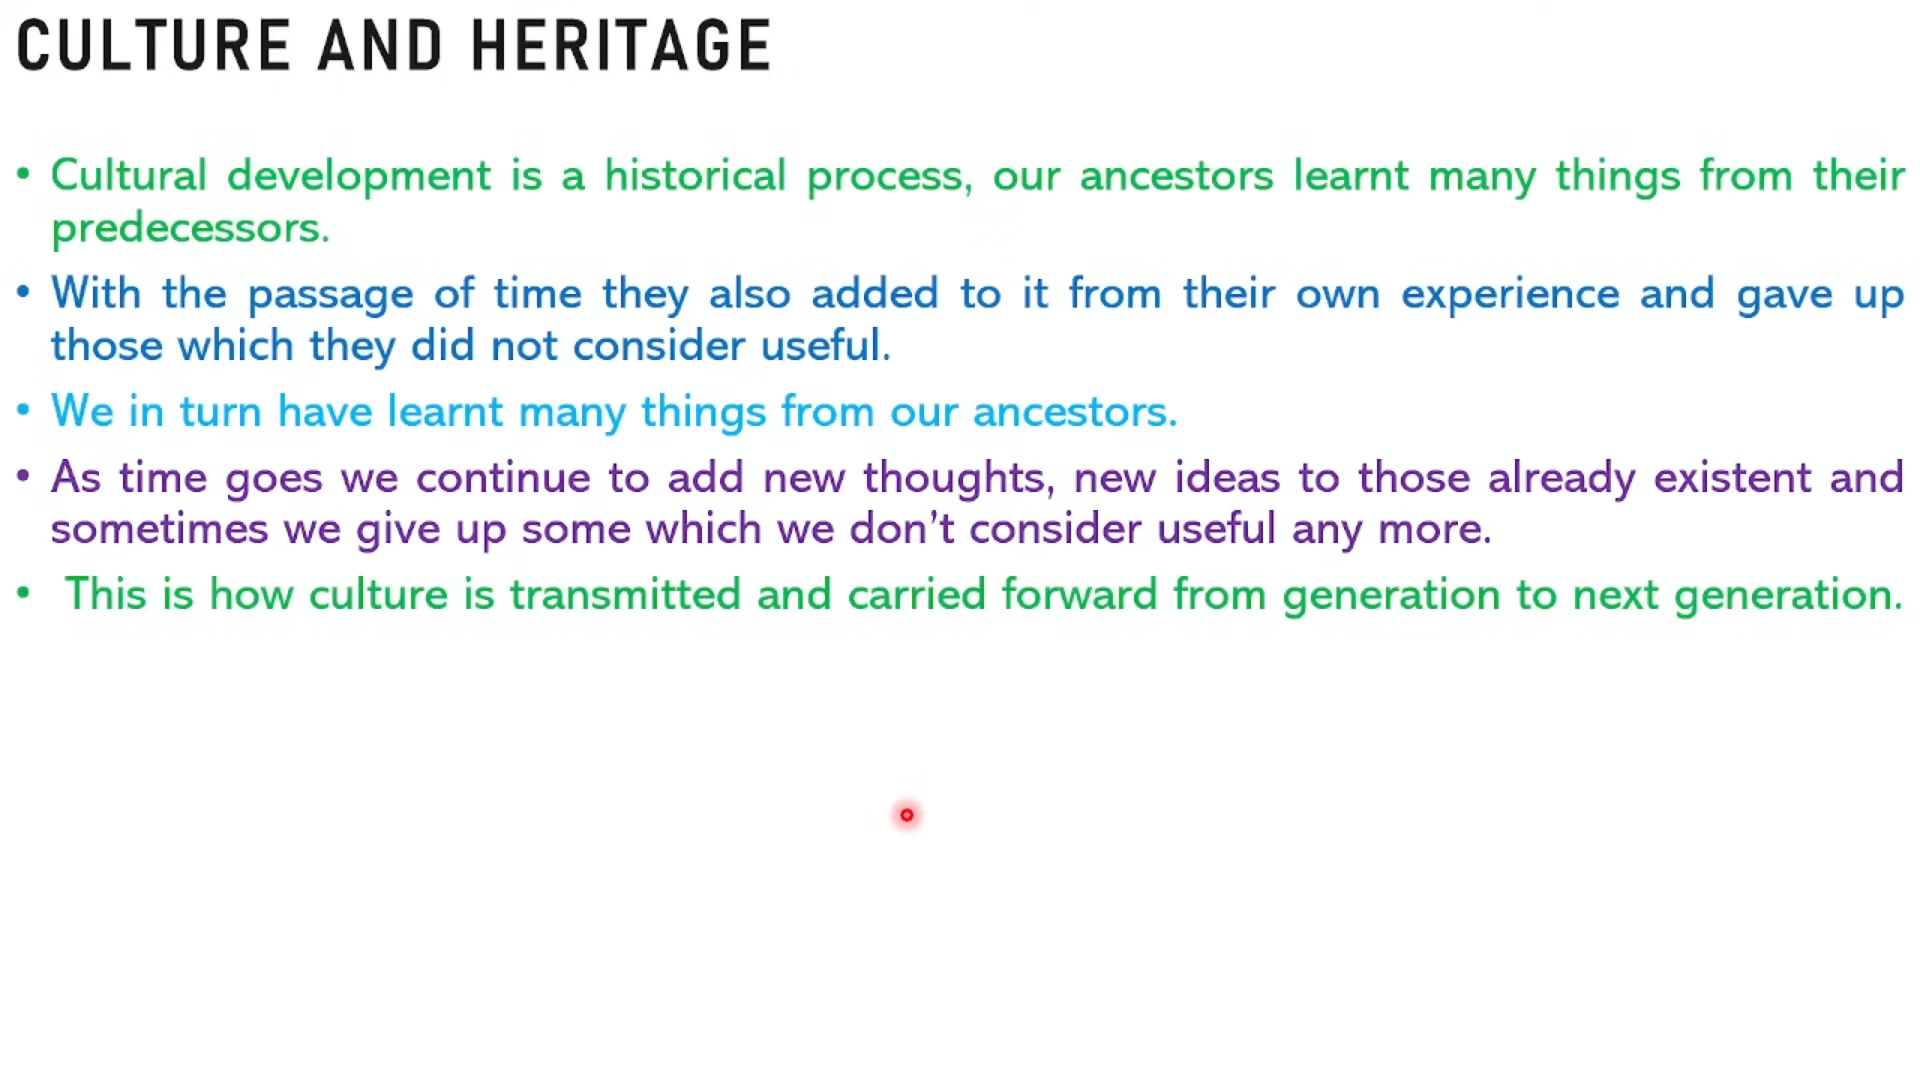 CULTURE AND HERITAGE
• Cultural development is a historical process, our ancestors learnt many things from their
predecessors.
• With the passage of time they also added to it from their own experience and gave up
those which they did not consider useful.
• We in turn have learnt many things from our ancestors.
• As time goes we continue to add new thoughts, new ideas to those already existent and
sometimes we give up some which we don’t consider useful any more.
• This is how culture is transmitted and carried forward from generation to next generation.